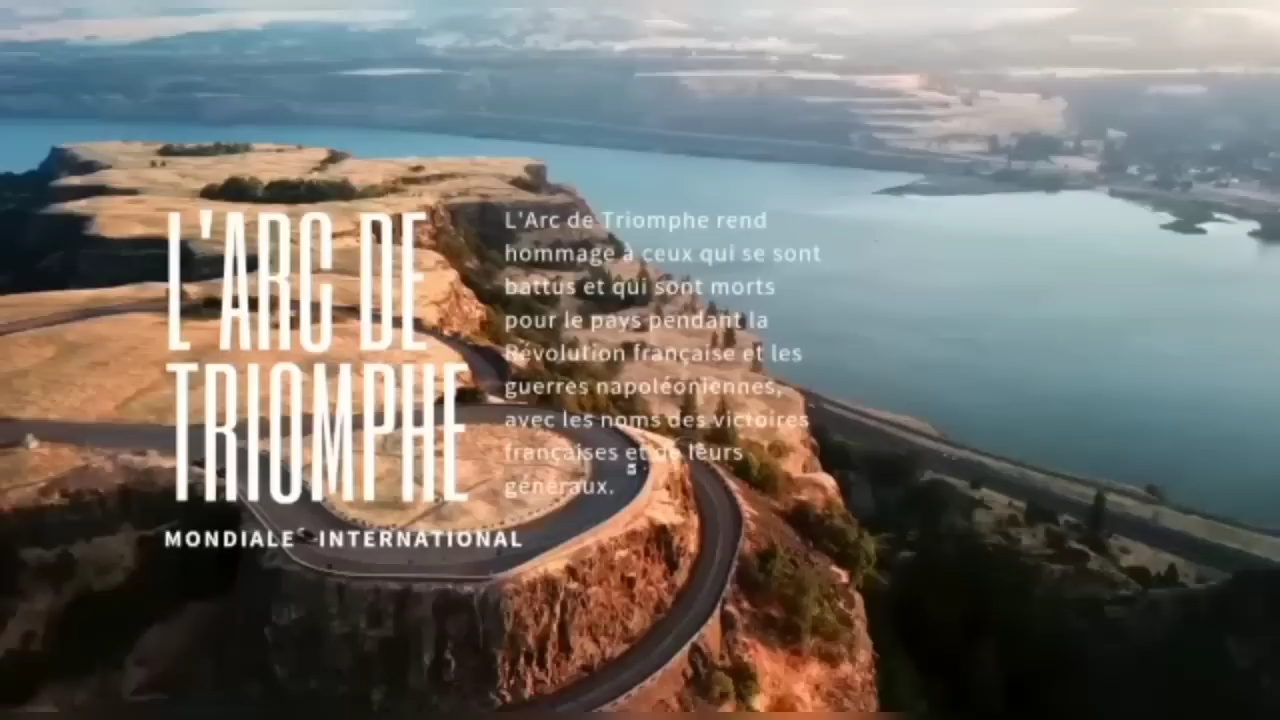 L'ARC DE
TRIOMPHE
MONDIALE INTERNATIONAL
L'Arc de Triomphe rend
hommage à ceux qui se sont
battus et qui sont morts
pour le pays pendant la
Révolution française et les
guerres napoléoniennes,
avec les noms des victoires
françaises et de leurs
généraux.